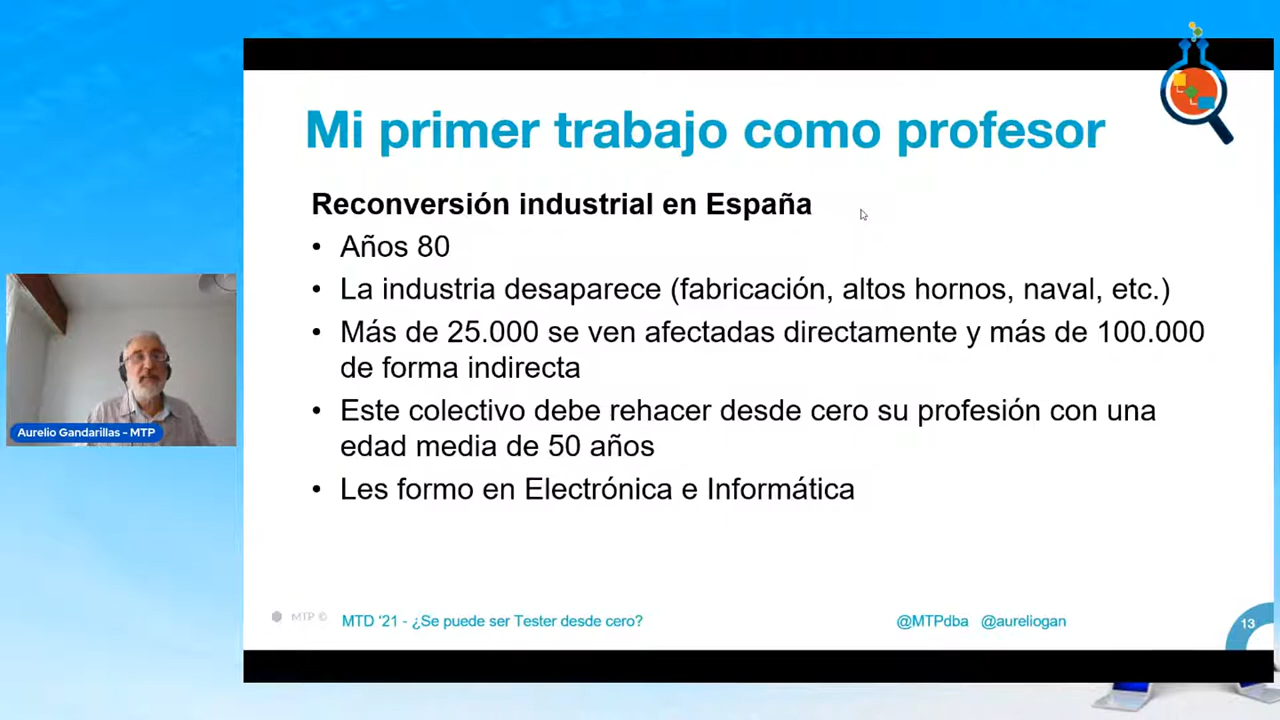 Mi primer trabajo como profesor
Reconversión industrial en España
• Años 80
• La industria desaparece (fabricación, altos hornos, naval, etc.)
• Más de 25.000 se ven afectadas directamente y más de 100.000
de forma indirecta
• Este colectivo debe rehacer desde cero su profesión con una
edad media de 50 años
• Les formo en Electrónica e Informática
Aurelio Gandarillas – MTP
MTP © MTD ‘21 - ¿Se puede ser Tester desde cero? @MTPdba @aureliogan 13